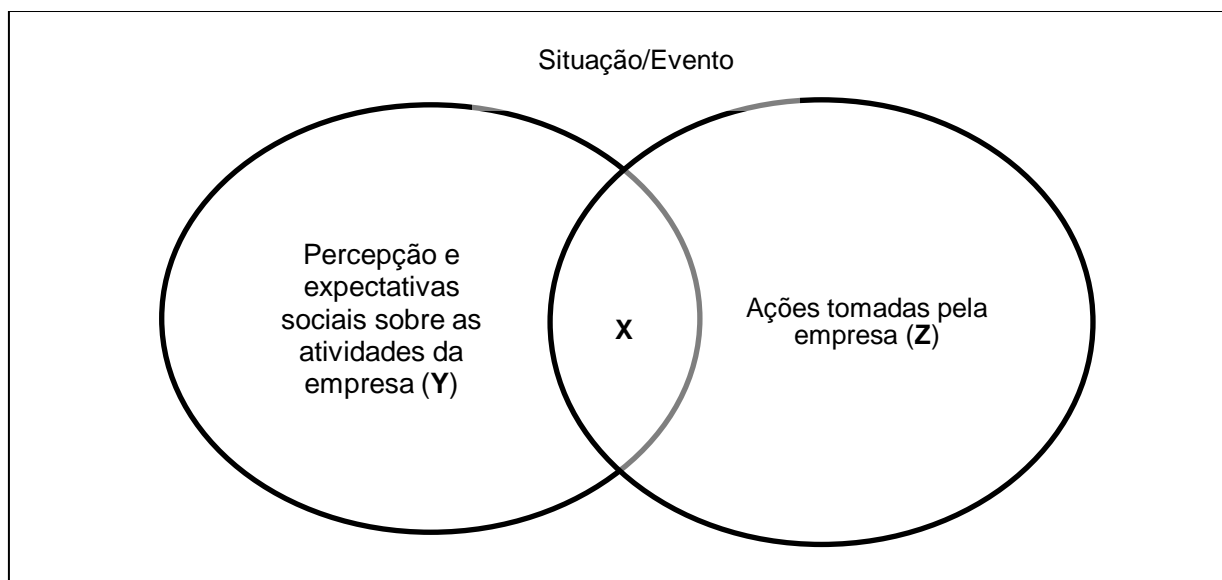 Situação/Evento
Percepção e
expectativas
sociais sobre as
atividades da
empresa (Y)
X
Ações tomadas pela
empresa (Z)